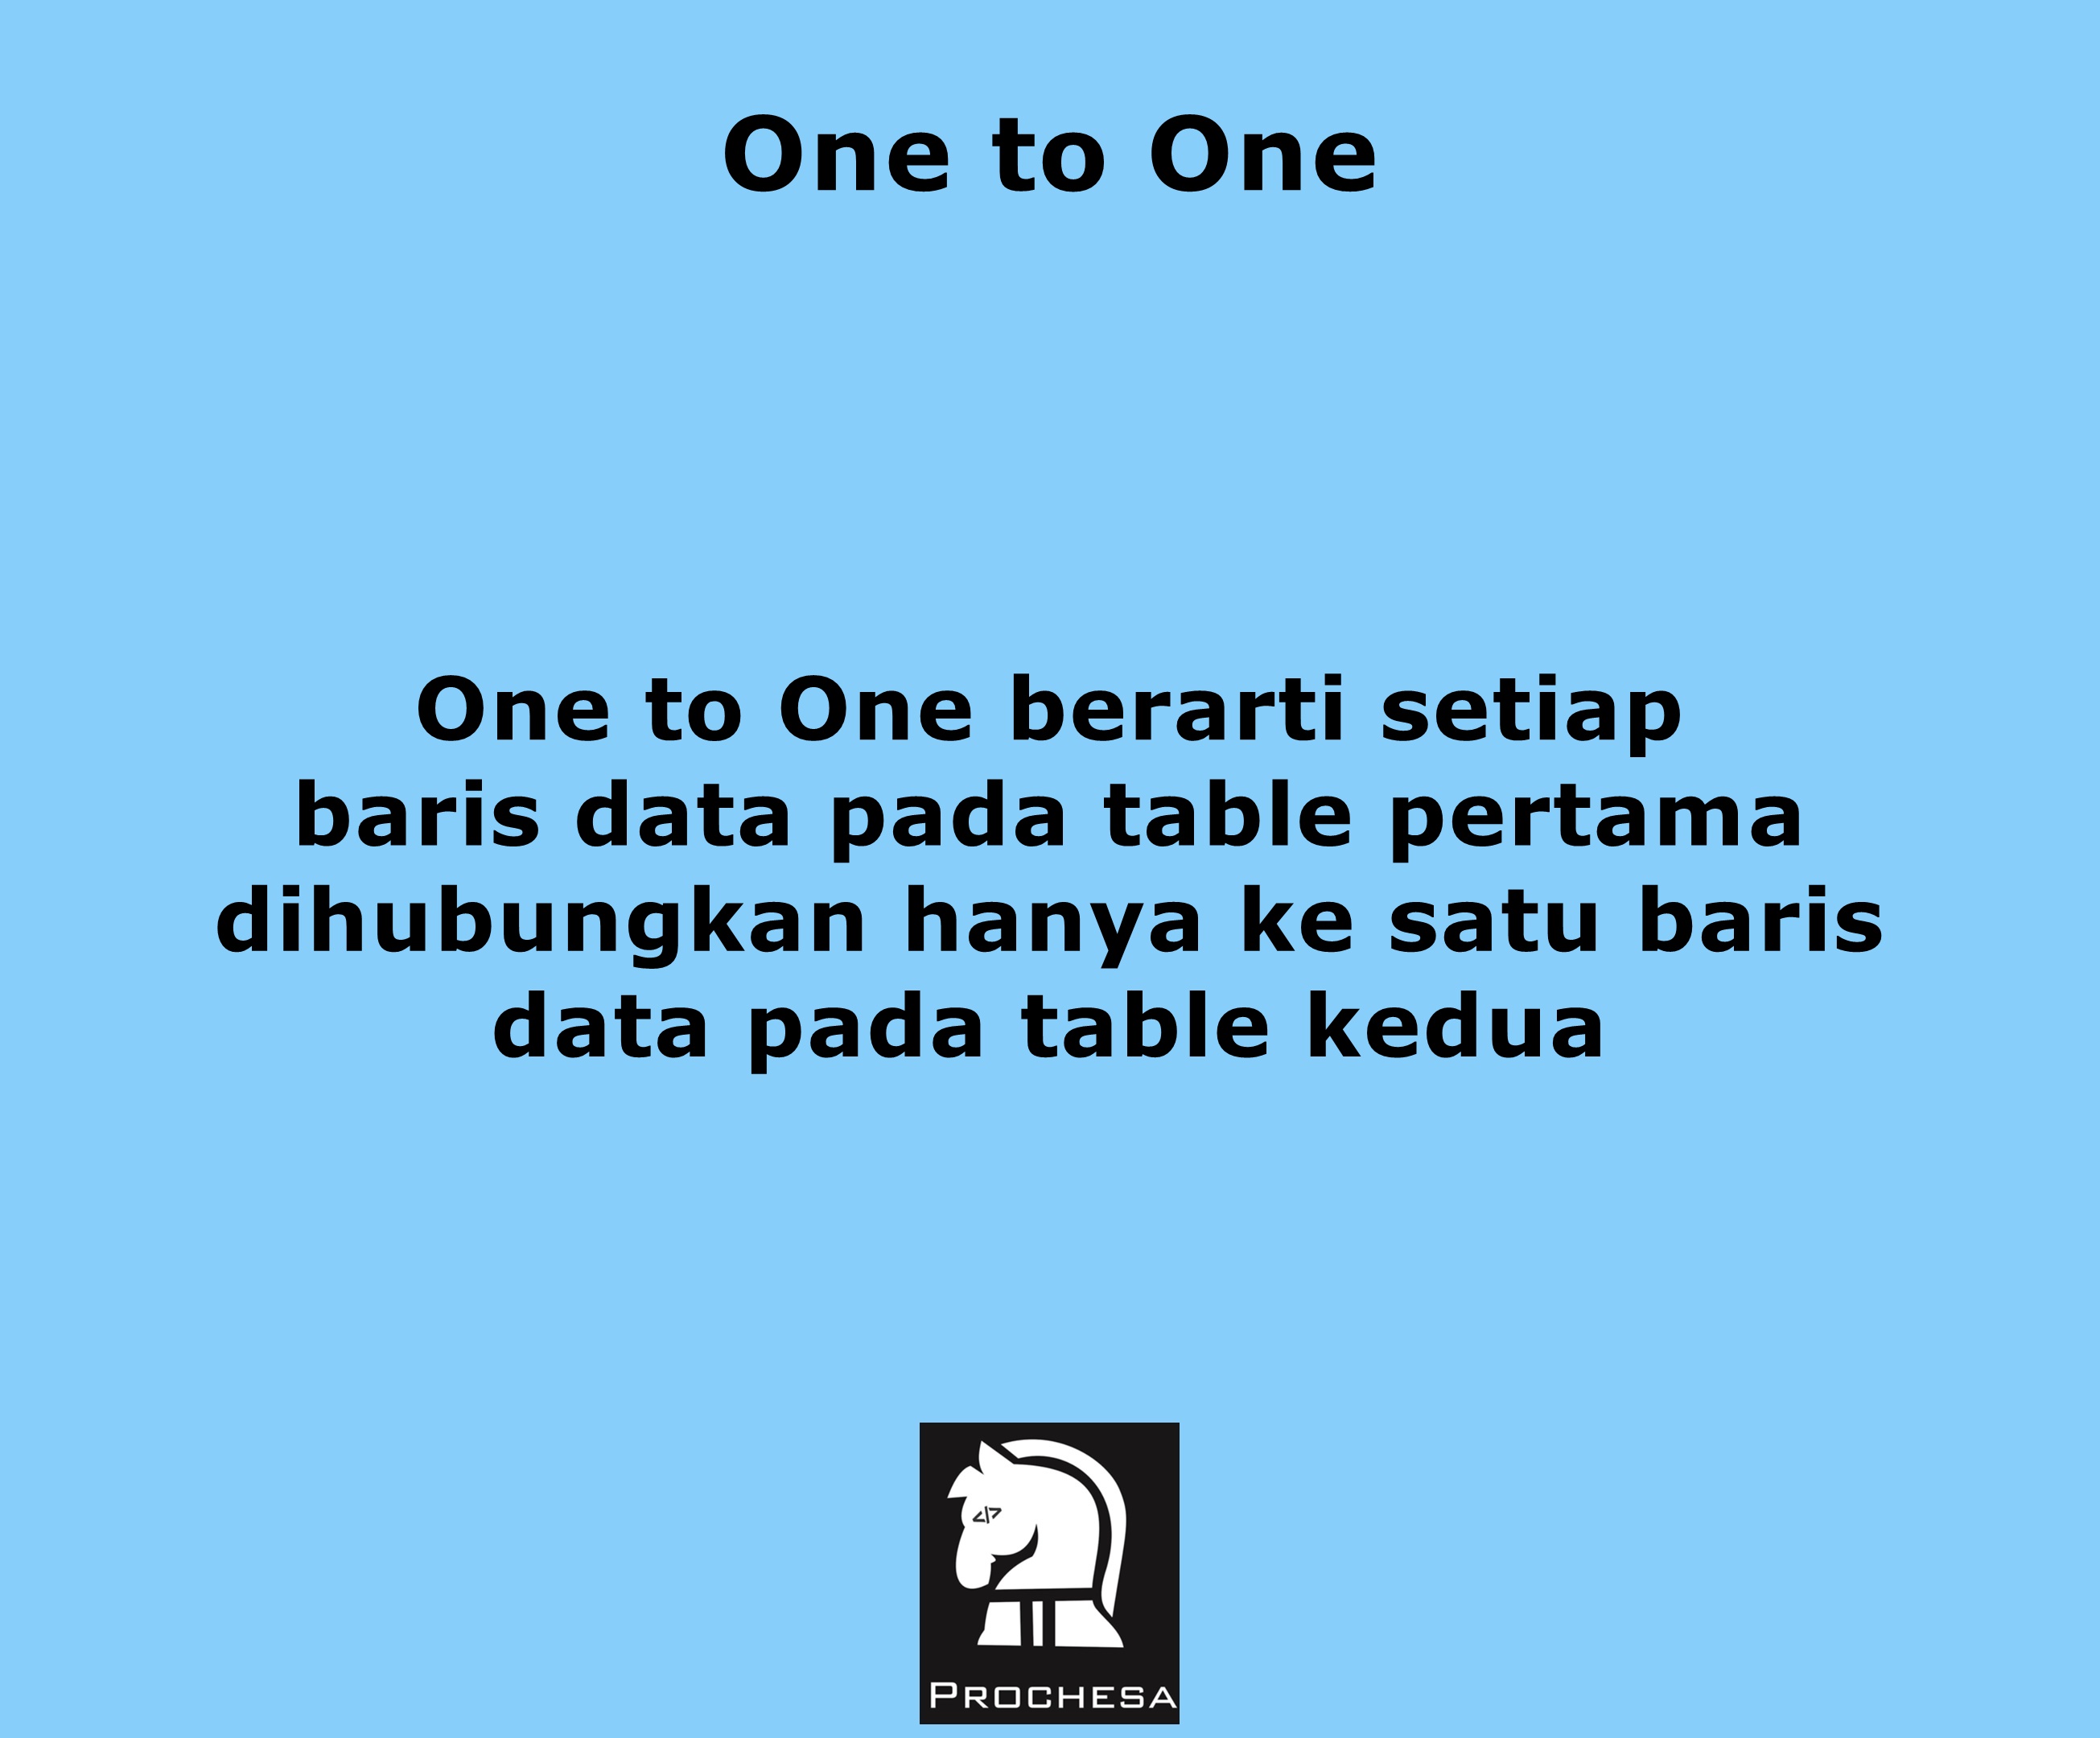 One to One
One to One berarti setiap
baris data pada table pertama
dihubungkan hanya ke satu baris
data pada table kedua
</>
PROCHESA